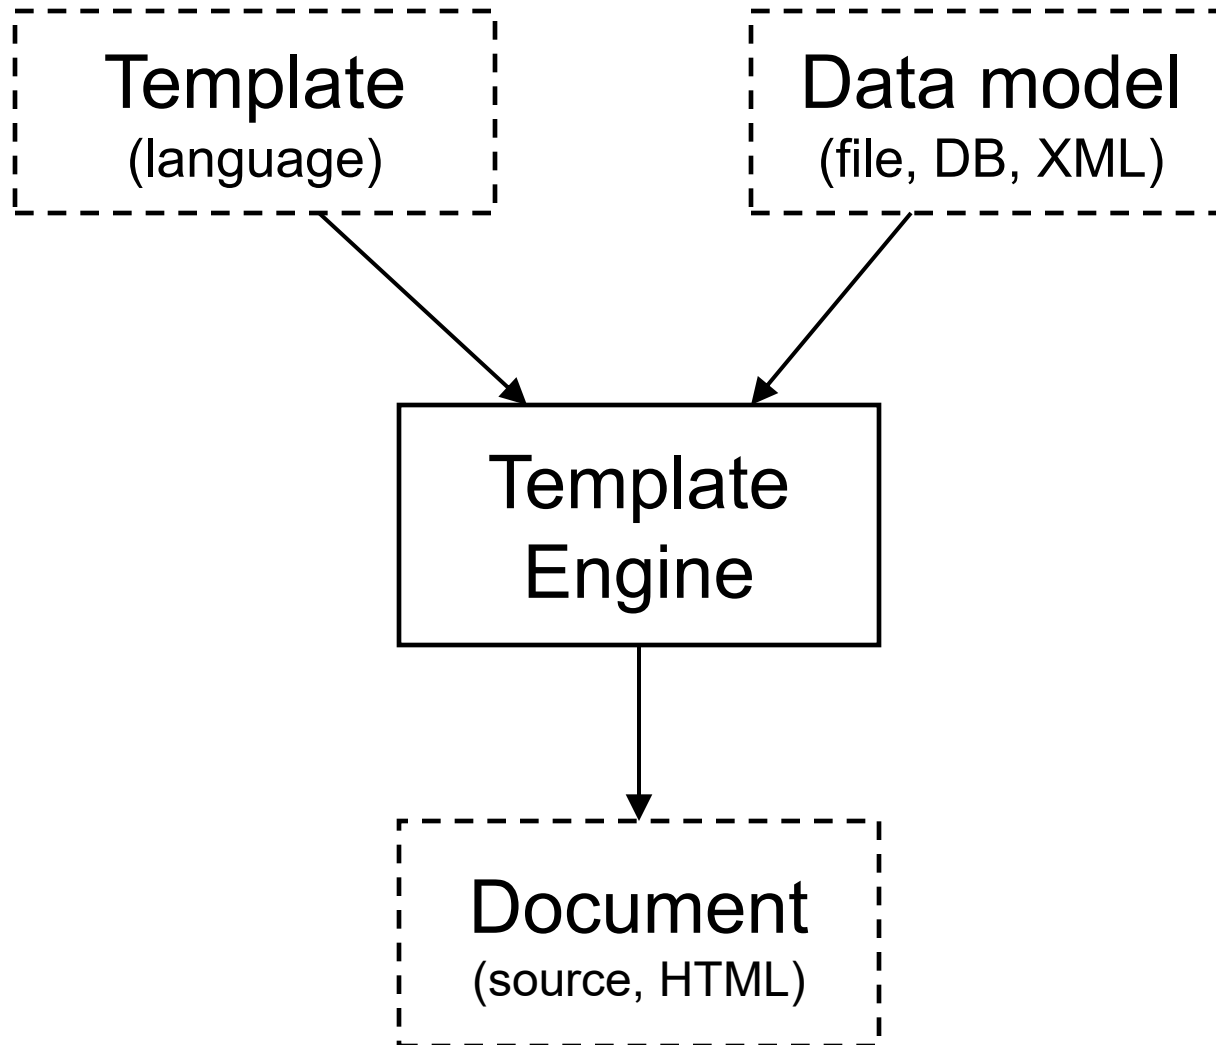 Template
(language)
Data model
(file, DB, XML)
Template
Engine
Document
(source, HTML)